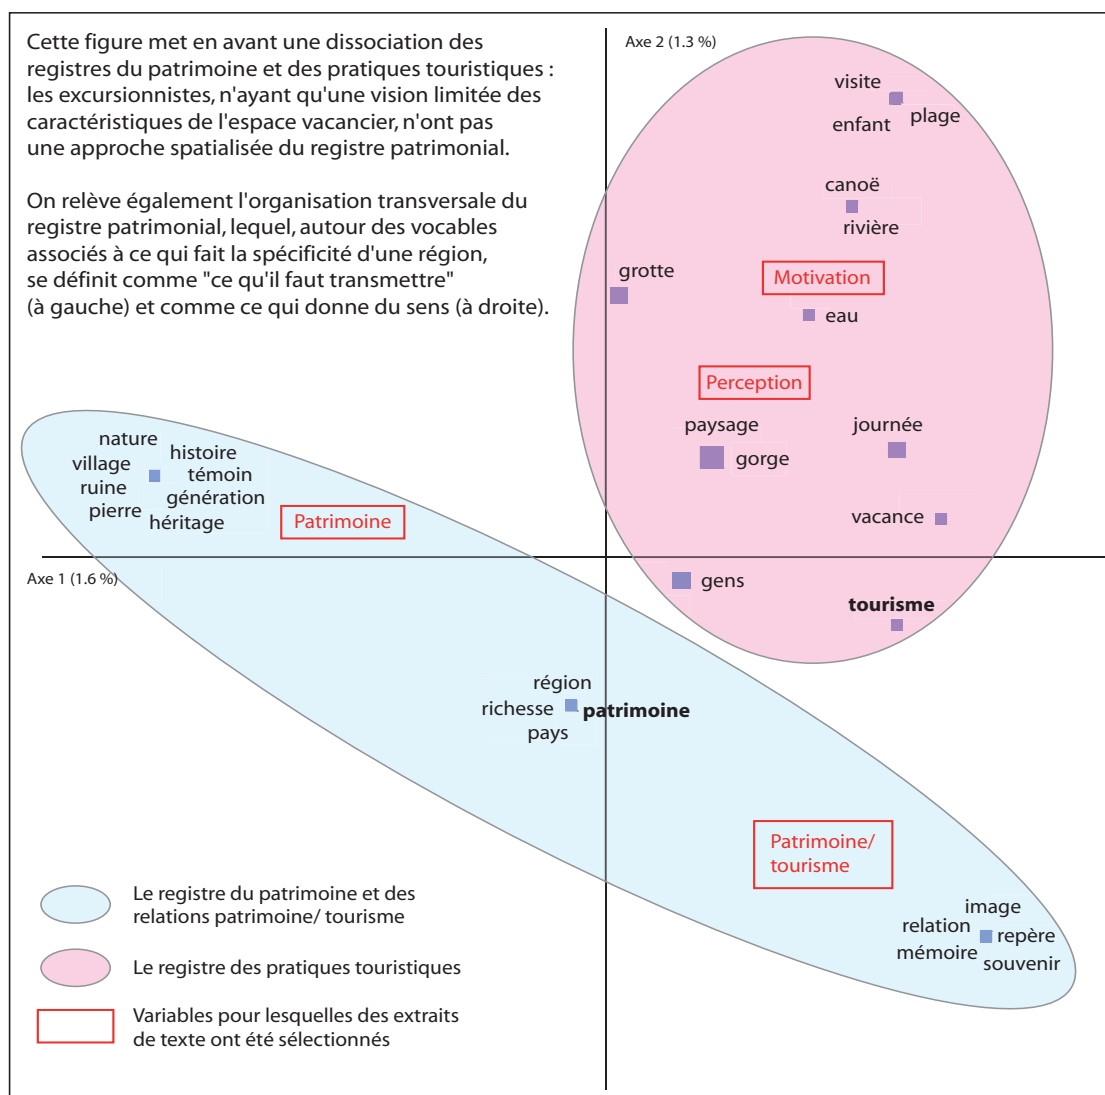 Cette figure met en avant une dissociation des
registres du patrimoine et des pratiques touristiques :
les excursionnistes, n'ayant qu'une vision limitée des
caractéristiques de l'espace vacancier, n'ont pas
une approche spatialisée du registre patrimonial.
On relève également l'organisation transversale du
registre patrimonial, lequel, autour des vocables
associés à ce qui fait la spécificité d'une région,
se définit comme "ce qu'il faut transmettre"
(à gauche) et comme ce qui donne du sens (à droite).
Axe 2 (1.3 %)
visite
plage
enfant
canoë
rivière
grotte
Motivation
eau
Perception
paysage
gorge
journée
vacance
nature
histoire
village
témoin
ruine
génération
pierre
héritage
Patrimoine
Axe 1 (1.6 %)
gens
tourisme
région
richesse
patrimoine
pays
Patrimoine/
tourisme
image
relation
repère
mémoire
souvenir
Le registre du patrimoine et des
relations patrimoine/ tourisme
Le registre des pratiques touristiques
Variables pour lesquelles des extraits
de texte ont été sélectionnés